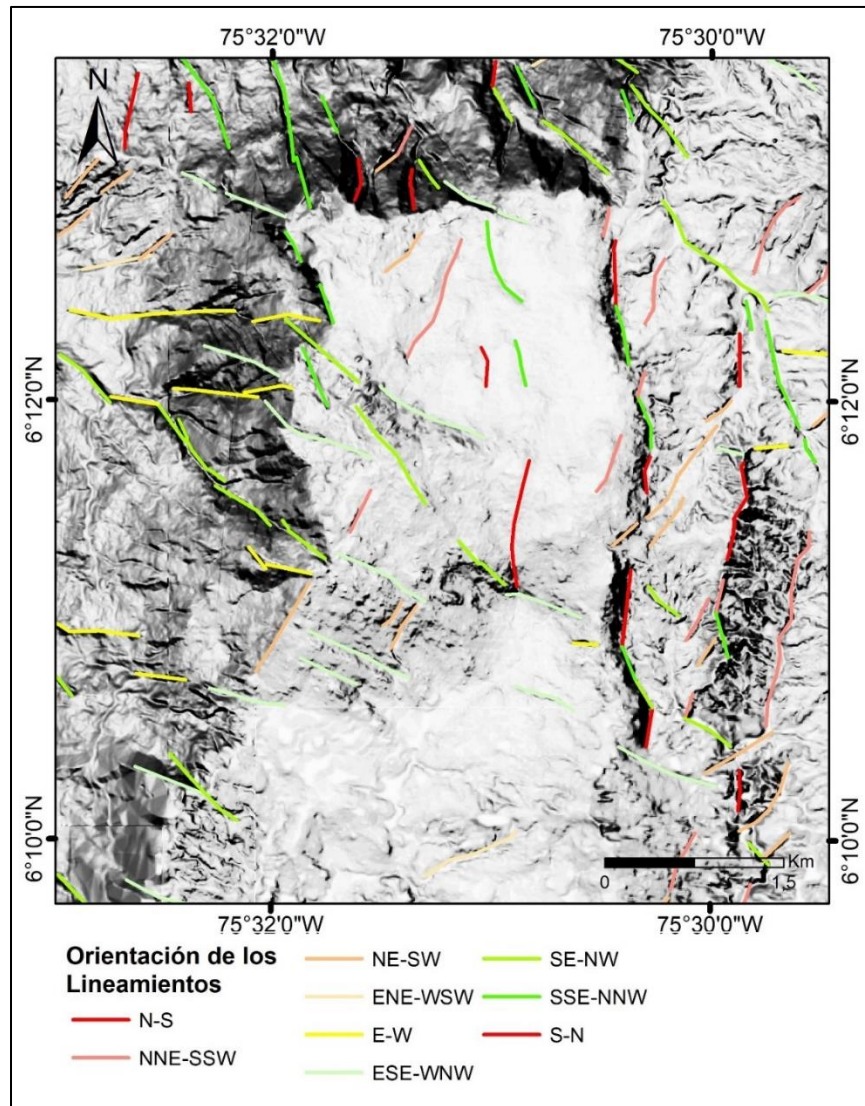 75°32'0"W 75°30'0"W
N
6°12'0"N 6°12'0"N
6°10'0"N 6°10'0"N
Km
0 1,5
75°32'0"W 75°30'0"W
Orientación de los
Lineamientos
N-S
NNE-SSW
NE-SW
ENE-WSW
E-W
ESE-WNW
SE-NW
SSE-NNW
S-N